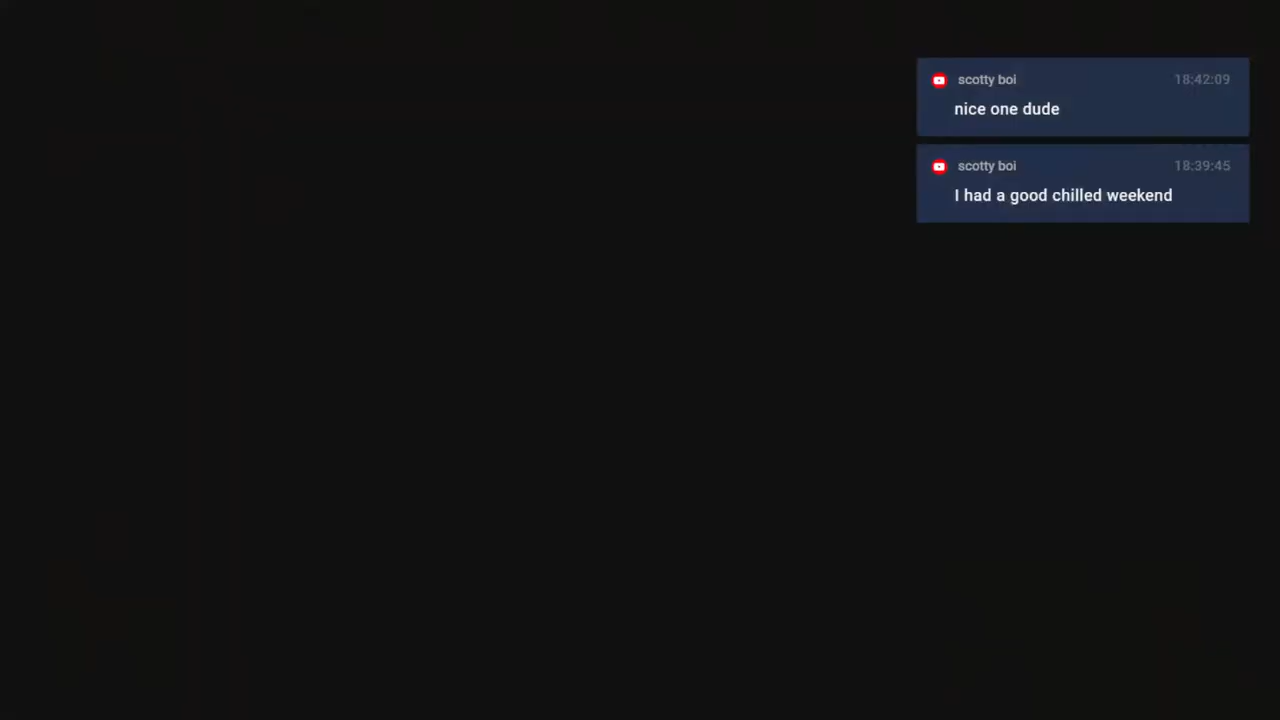 scotty boi 18:42:09
nice one dude
scotty boi 18:39:45
I had a good chilled weekend